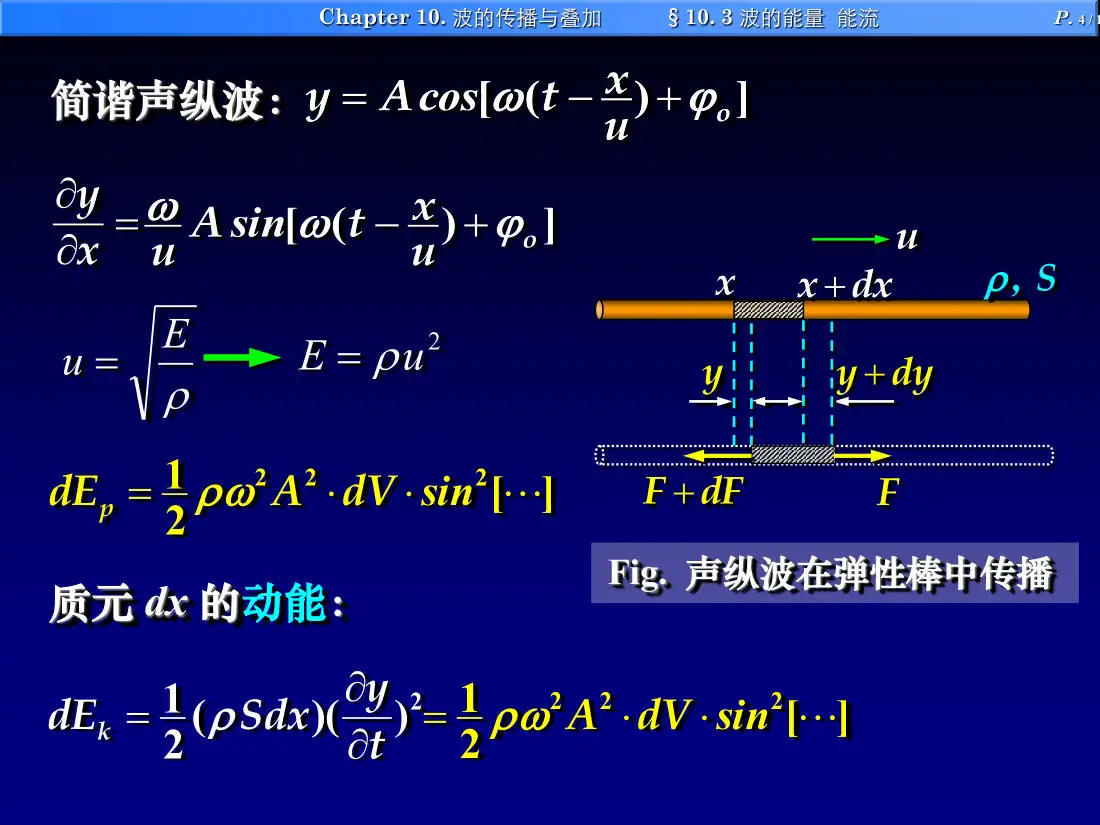 Chapter 10. 波的传播与叠加 §10.3 波的能量 能流 P. 4 / 1
简谐声纵波: y = A cos[ω(t − x/u) + φₒ]
∂y/∂x = ω/u A sin[ω(t − x/u) + φₒ]
u = √(E/ρ) → E = ρu²
dE_p = 1/2 ρω²A² · dV · sin²[⋯]
质元 dx 的动能:
dE_k = 1/2 (ρSdx)(∂y/∂t)² = 1/2 ρω²A² · dV · sin²[⋯]
u
x x + dx ρ, S
y y + dy
F + dF F
Fig. 声纵波在弹性棒中传播